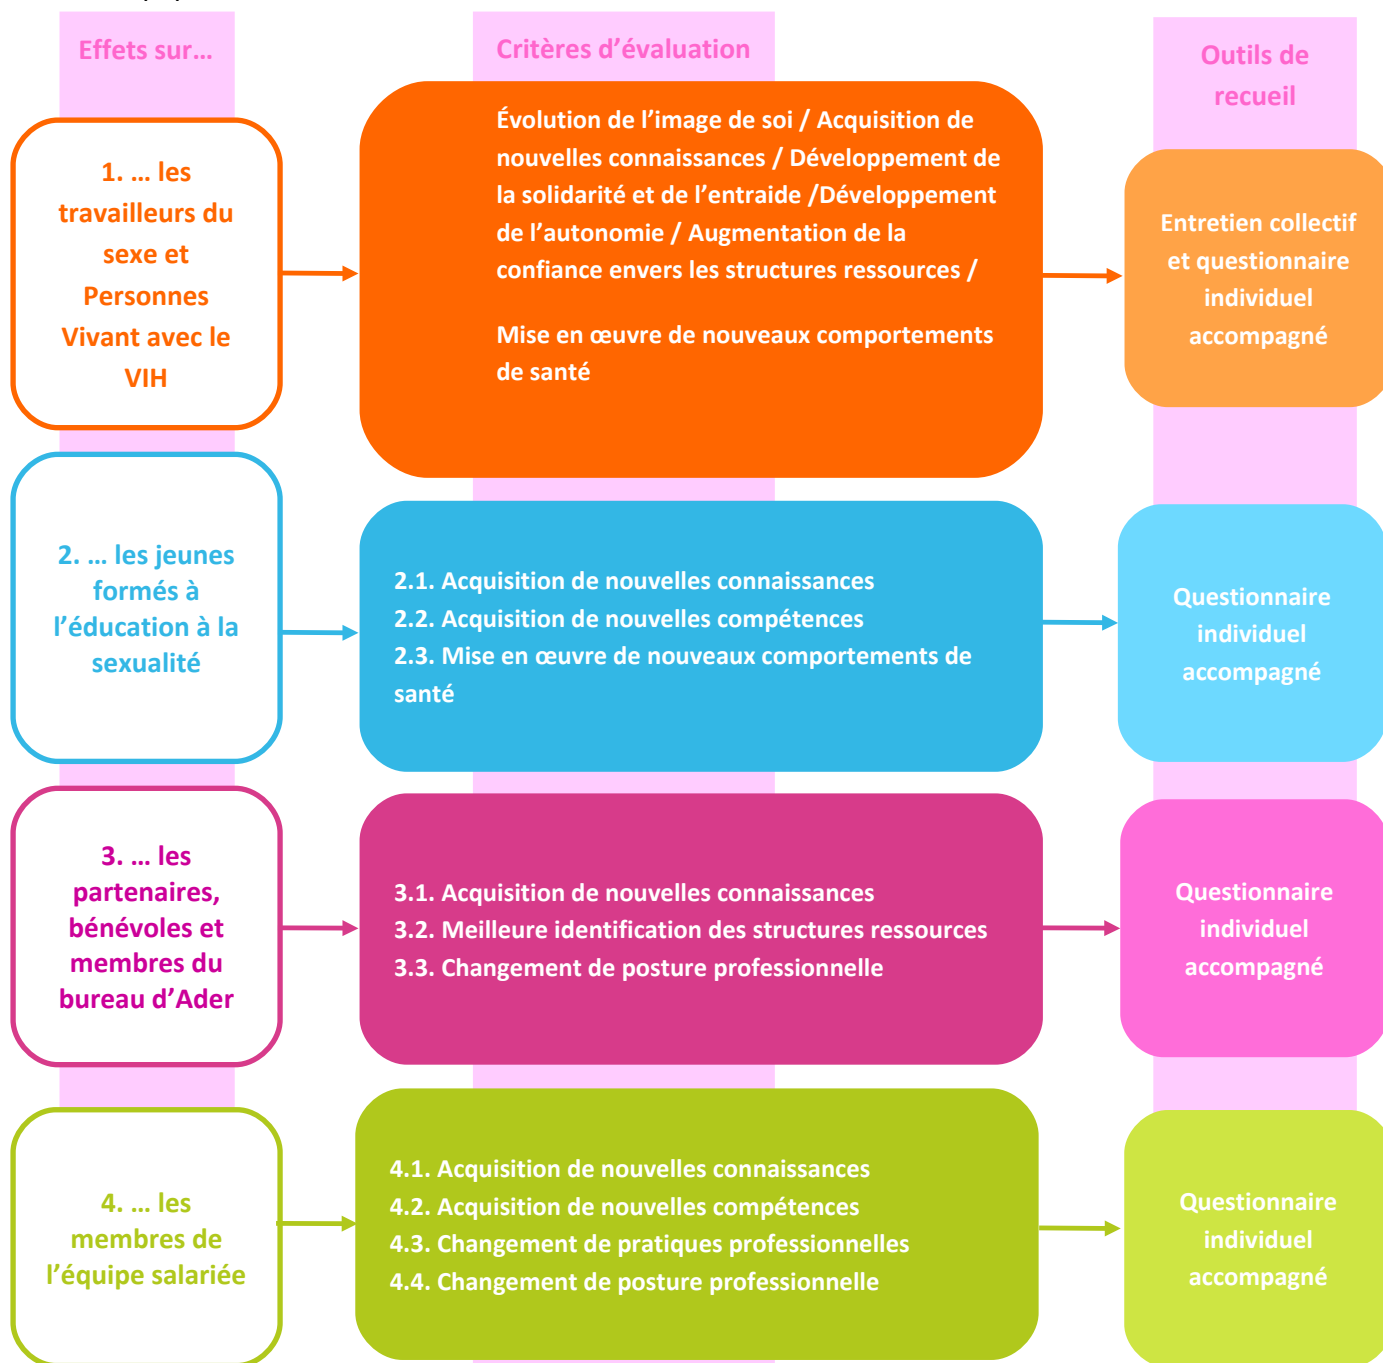 Effets sur…
Critères d’évaluation
Outils de
recueil
1. … les
travailleurs du
sexe et
Personnes
Vivant avec le
VIH
Évolution de l’image de soi / Acquisition de
nouvelles connaissances / Développement de
la solidarité et de l’entraide /Développement
de l’autonomie / Augmentation de la
confiance envers les structures ressources /
Mise en œuvre de nouveaux comportements
de santé
Entretien collectif
et questionnaire
individuel
accompagné
2. … les jeunes
formés à
l’éducation à la
sexualité
2.1. Acquisition de nouvelles connaissances
2.2. Acquisition de nouvelles compétences
2.3. Mise en œuvre de nouveaux comportements de
santé
Questionnaire
individuel
accompagné
3. … les
partenaires,
bénévoles et
membres du
bureau d’Ader
3.1. Acquisition de nouvelles connaissances
3.2. Meilleure identification des structures ressources
3.3. Changement de posture professionnelle
Questionnaire
individuel
accompagné
4. … les
membres de
l’équipe salariée
4.1. Acquisition de nouvelles connaissances
4.2. Acquisition de nouvelles compétences
4.3. Changement de pratiques professionnelles
4.4. Changement de posture professionnelle
Questionnaire
individuel
accompagné